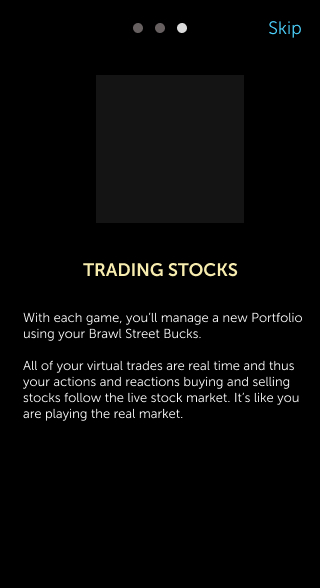 Skip
TRADING STOCKS
With each game, you'll manage a new Portfolio
using your Brawl Street Bucks.
All of your virtual trades are real time and thus
your actions and reactions buying and selling
stocks follow the live stock market. It's like you
are playing the real market.